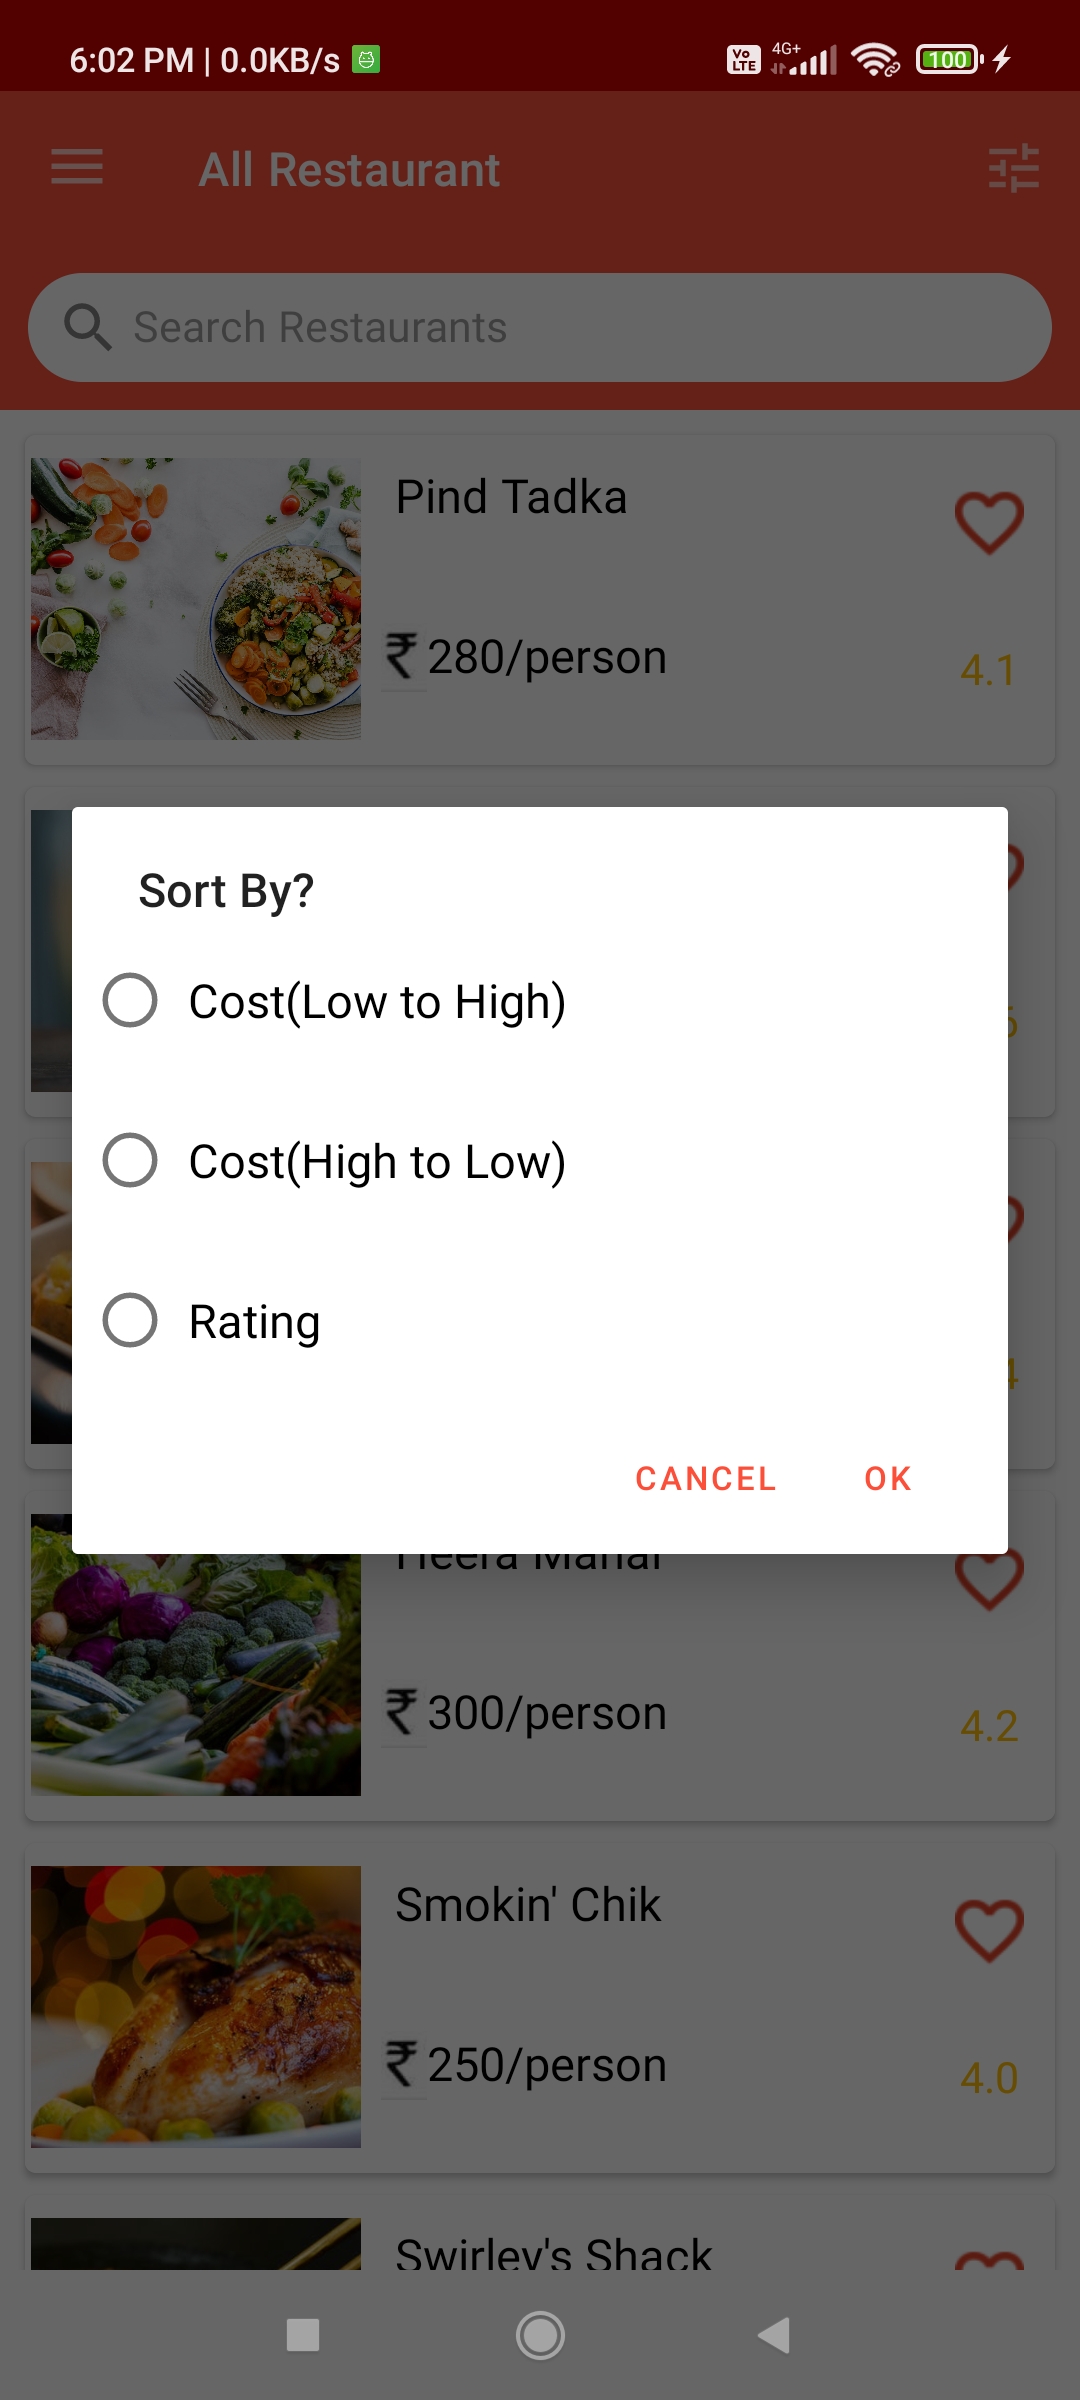 6:02 PM | 0.0KB/s Vo LTE 4G+ 100
All Restaurant
Search Restaurants
Pind Tadka
₹ 280/person
4.1
Sort By?
Cost(Low to High)
Cost(High to Low)
Rating
CANCEL OK
₹ 300/person
4.2
Smokin' Chik
₹ 250/person
4.0
Swirley's Shack